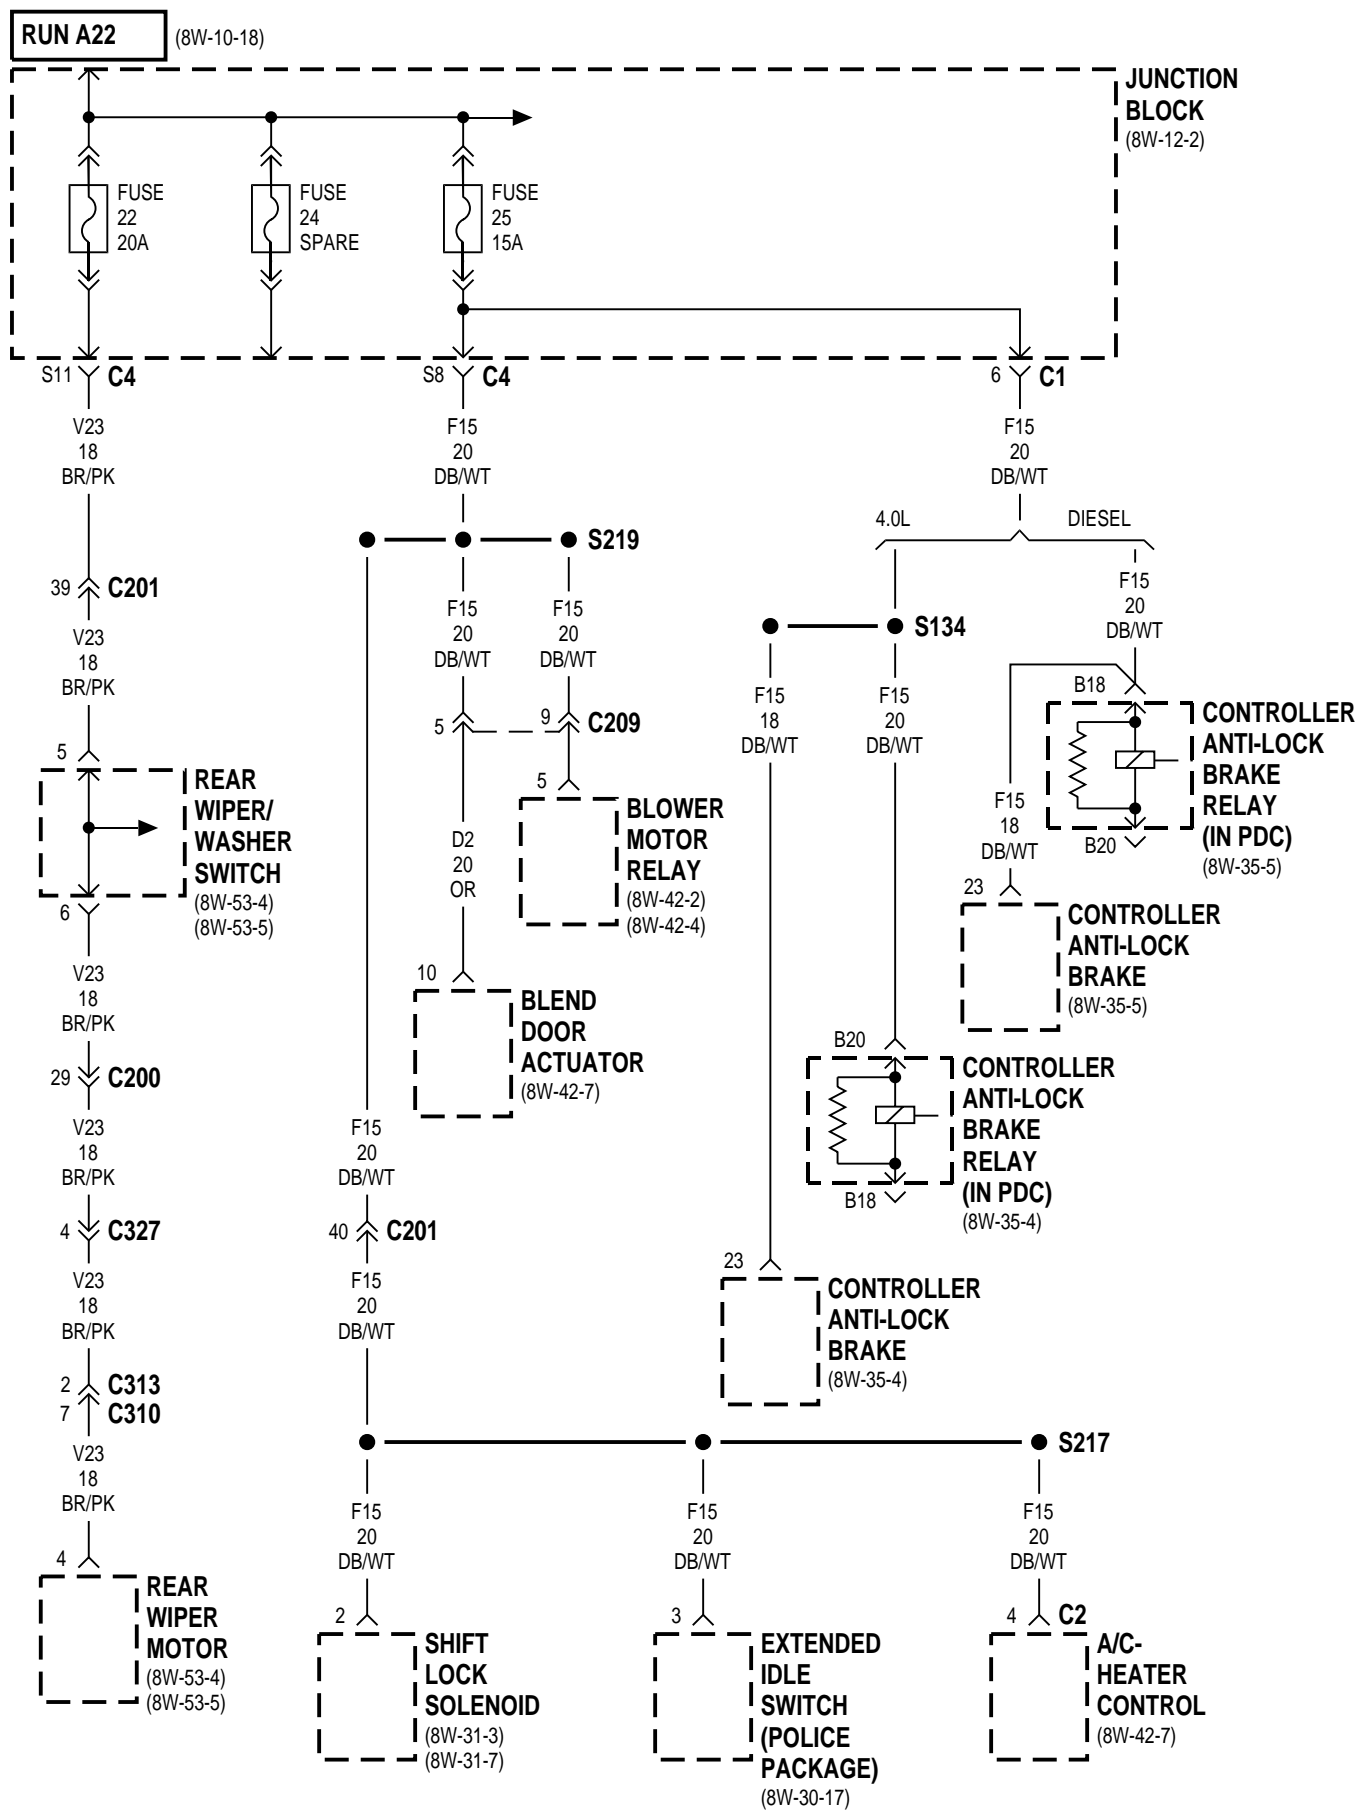 RUN A22
(8W-10-18)
JUNCTION
BLOCK
(8W-12-2)
FUSE
22
20A
FUSE
24
SPARE
FUSE
25
15A
S11
C4
S8
C4
6
C1
V23
18
BR/PK
F15
20
DB/WT
F15
20
DB/WT
4.0L
DIESEL
S219
39
C201
F15
20
DB/WT
F15
20
DB/WT
F15
20
DB/WT
S134
V23
18
BR/PK
F15
18
DB/WT
F15
20
DB/WT
B18
5
9
C209
CONTROLLER
ANTI-LOCK
BRAKE
RELAY
(IN PDC)
(8W-35-5)
B20
5
REAR
WIPER/
WASHER
SWITCH
(8W-53-4)
(8W-53-5)
6
5
BLOWER
MOTOR
RELAY
(8W-42-2)
(8W-42-4)
D2
20
OR
F15
18
DB/WT
23
CONTROLLER
ANTI-LOCK
BRAKE
(8W-35-5)
V23
18
BR/PK
10
BLEND
DOOR
ACTUATOR
(8W-42-7)
29
C200
B20
CONTROLLER
ANTI-LOCK
BRAKE
RELAY
(IN PDC)
(8W-35-4)
B18
V23
18
BR/PK
F15
20
DB/WT
4
C327
40
C201
V23
18
BR/PK
F15
20
DB/WT
23
CONTROLLER
ANTI-LOCK
BRAKE
(8W-35-4)
2
C313
7
C310
S217
V23
18
BR/PK
F15
20
DB/WT
F15
20
DB/WT
F15
20
DB/WT
4
REAR
WIPER
MOTOR
(8W-53-4)
(8W-53-5)
2
SHIFT
LOCK
SOLENOID
(8W-31-3)
(8W-31-7)
3
EXTENDED
IDLE
SWITCH
(POLICE
PACKAGE)
(8W-30-17)
4
C2
A/C-
HEATER
CONTROL
(8W-42-7)